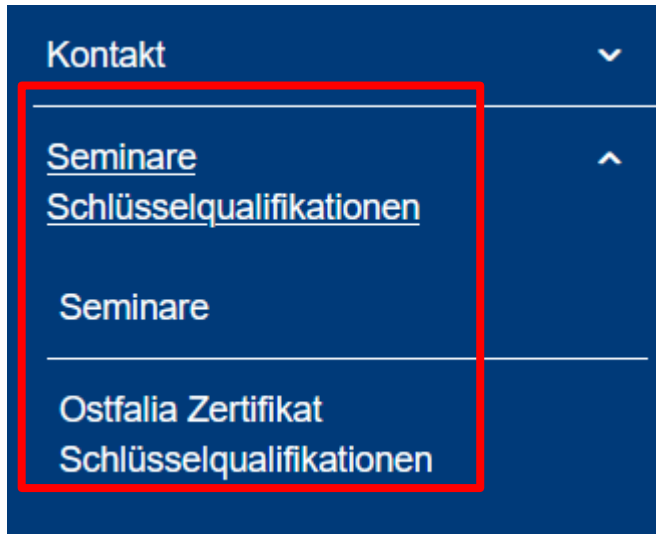 Kontakt
Seminare
Schlüsselqualifikationen
Seminare
Ostfalia Zertifikat
Schlüsselqualifikationen